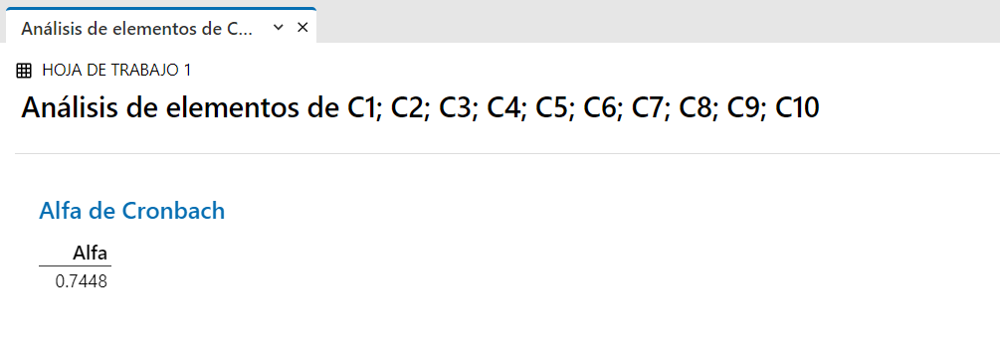 Análisis de elementos de C...
HOJA DE TRABAJO 1
Análisis de elementos de C1; C2; C3; C4; C5; C6; C7; C8; C9; C10
Alfa de Cronbach
Alfa
0.7448